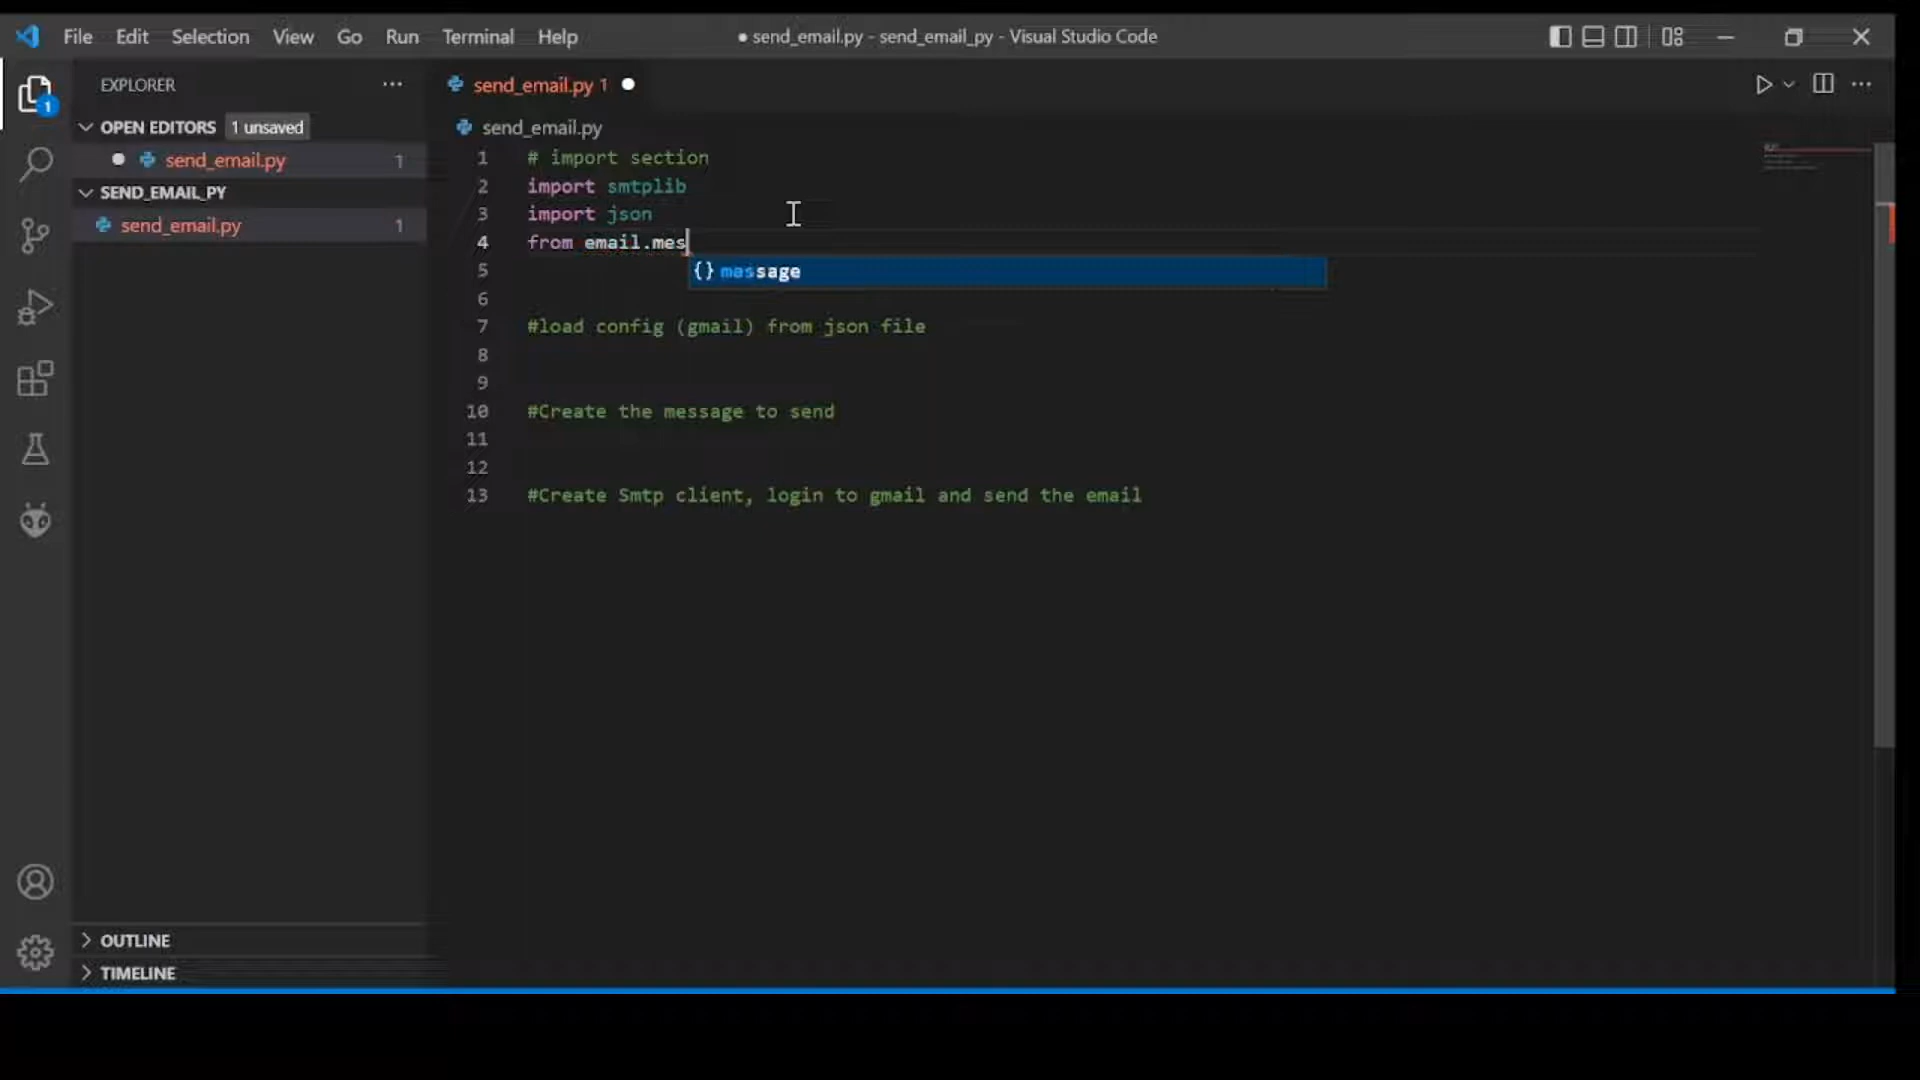 File Edit Selection View Go Run Terminal Help
● send_email.py - send_email_py - Visual Studio Code
EXPLORER
1
OPEN EDITORS 1 unsaved
send_email.py 1
SEND_EMAIL_PY
send_email.py 1
OUTLINE
TIMELINE
send_email.py 1
send_email.py
1 # import section
2 import smtplib
3 import json
4 from email.mes
5
{} message
6
7 #load config (gmail) from json file
8
9
10 #Create the message to send
11
12
13 #Create Smtp client, login to gmail and send the email